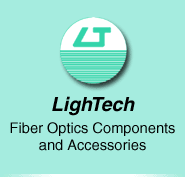 LT
LighTech
Fiber Optics Components
and Accessories